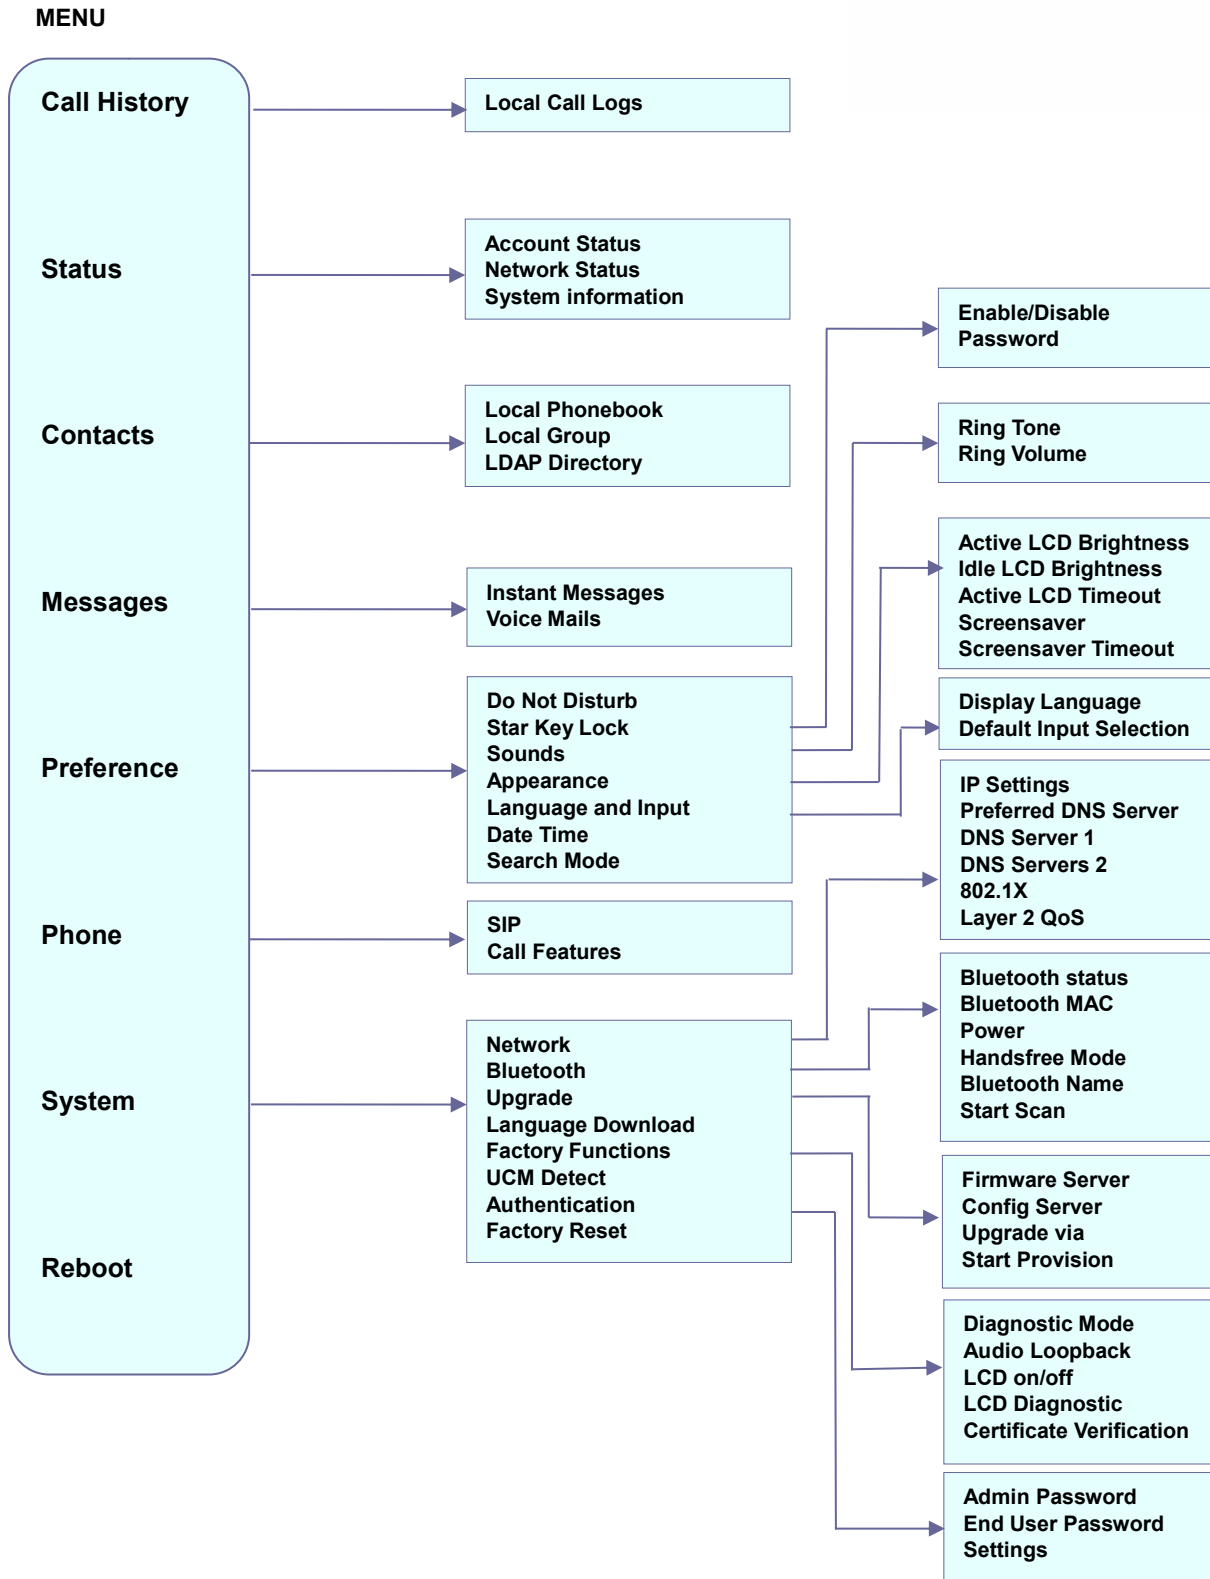 MENU
Call History
Local Call Logs
Status
Account Status
Network Status
System information
Enable/Disable
Password
Contacts
Local Phonebook
Local Group
LDAP Directory
Ring Tone
Ring Volume
Messages
Instant Messages
Voice Mails
Active LCD Brightness
Idle LCD Brightness
Active LCD Timeout
Screensaver
Screensaver Timeout
Preference
Do Not Disturb
Star Key Lock
Sounds
Appearance
Language and Input
Date Time
Search Mode
Display Language
Default Input Selection
IP Settings
Preferred DNS Server
DNS Server 1
DNS Servers 2
802.1X
Layer 2 QoS
Phone
SIP
Call Features
Bluetooth status
Bluetooth MAC
Power
Handsfree Mode
Bluetooth Name
Start Scan
System
Network
Bluetooth
Upgrade
Language Download
Factory Functions
UCM Detect
Authentication
Factory Reset
Firmware Server
Config Server
Upgrade via
Start Provision
Reboot
Diagnostic Mode
Audio Loopback
LCD on/off
LCD Diagnostic
Certificate Verification
Admin Password
End User Password
Settings